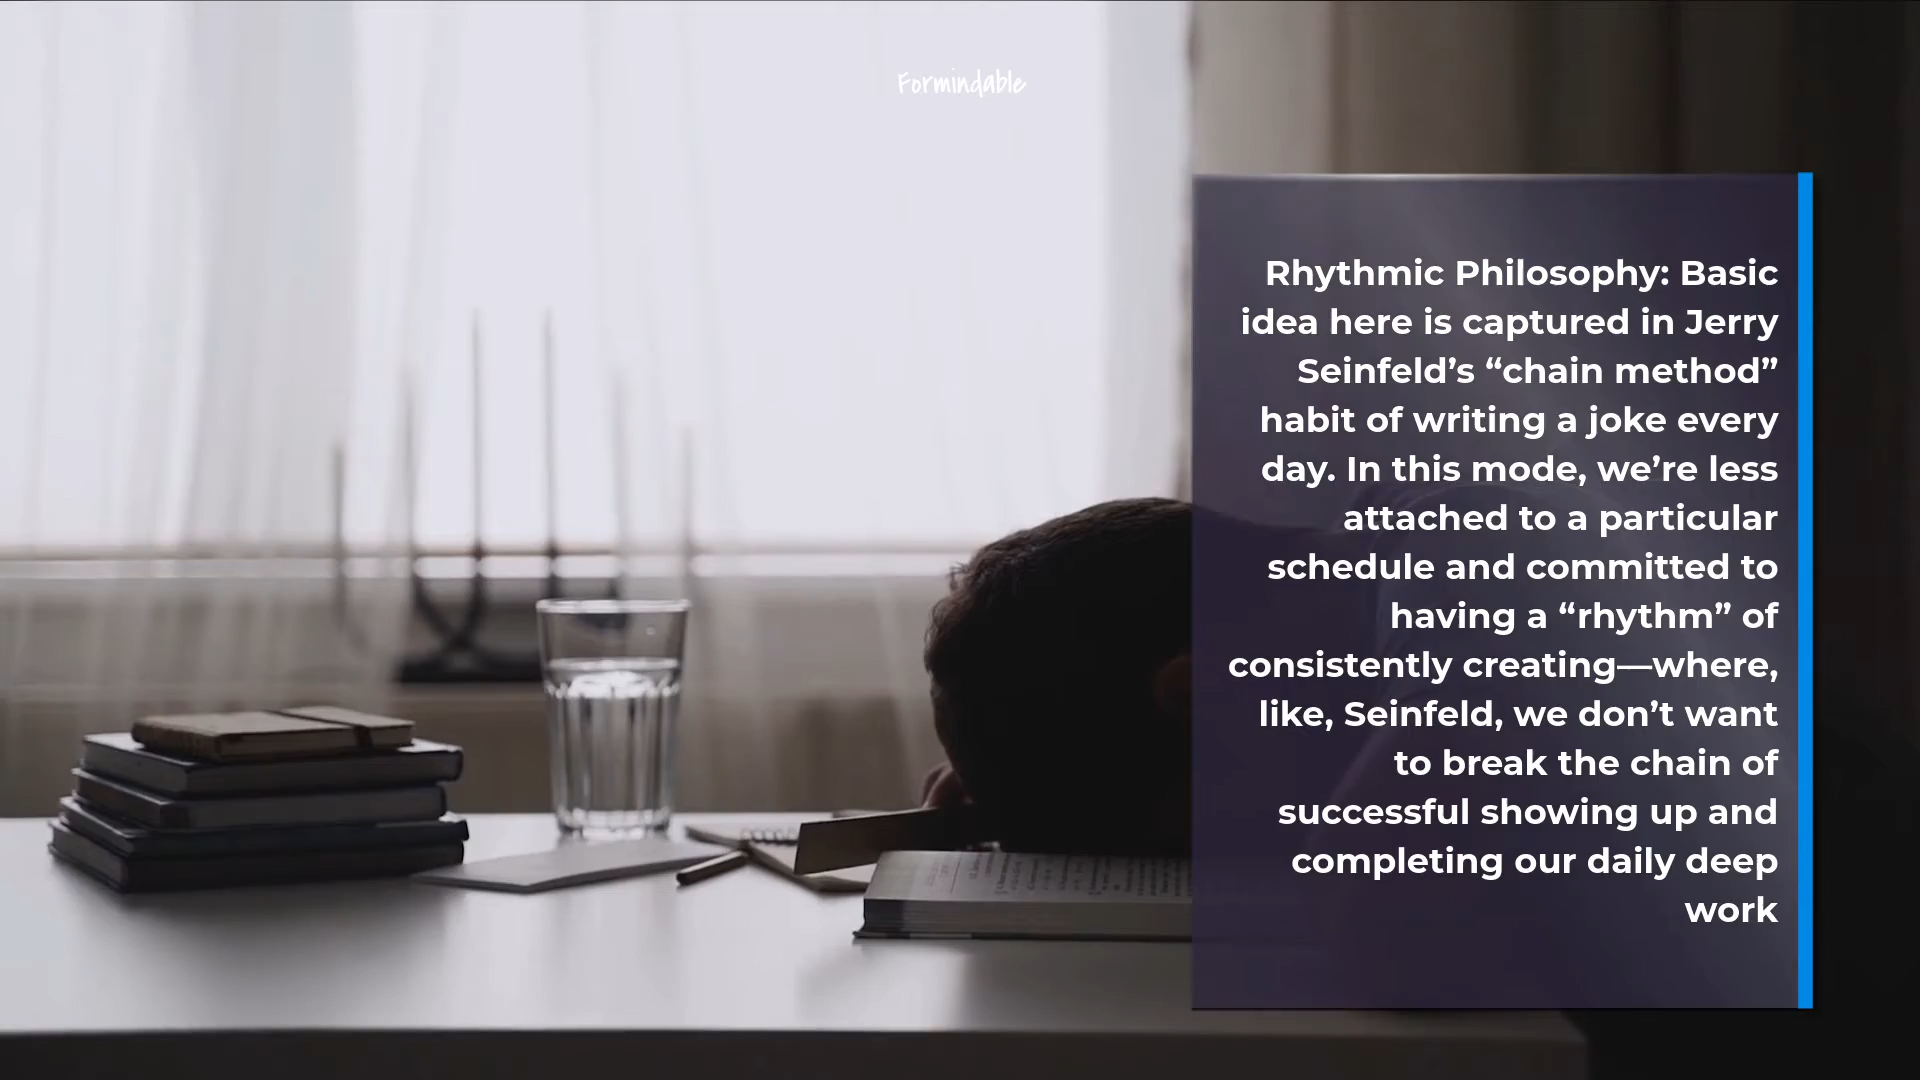 Formindable
Rhythmic Philosophy: Basic
idea here is captured in Jerry
Seinfeld’s “chain method”
habit of writing a joke every
day. In this mode, we’re less
attached to a particular
schedule and committed to
having a “rhythm” of
consistently creating—where,
like, Seinfeld, we don’t want
to break the chain of
successful showing up and
completing our daily deep
work